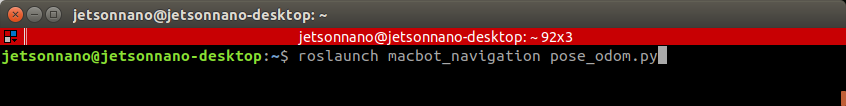 jetsonnano@jetsonnano-desktop: ~
jetsonnano@jetsonnano-desktop: ~ 92x3
jetsonnano@jetsonnano-desktop:~$ roslaunch macbot_navigation pose_odom.py